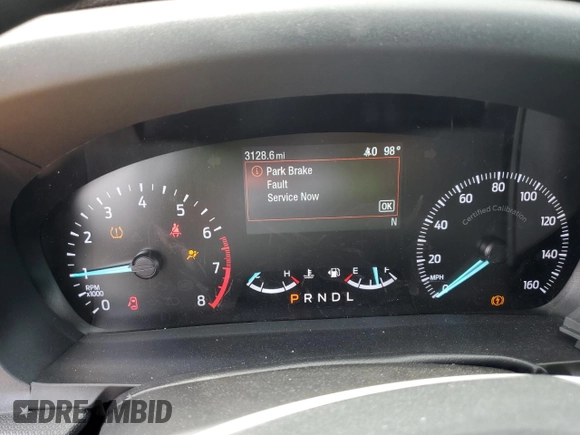 3128.6 mi
0 98°
Park Brake
Fault
Service Now
OK
N
0 1 2 3 4 5 6 7 8
RPM
x1000
H E F
PRNDL
0 20 40 60 80 100 120 140 160
Certified Calibration
MPH
DREAMBID